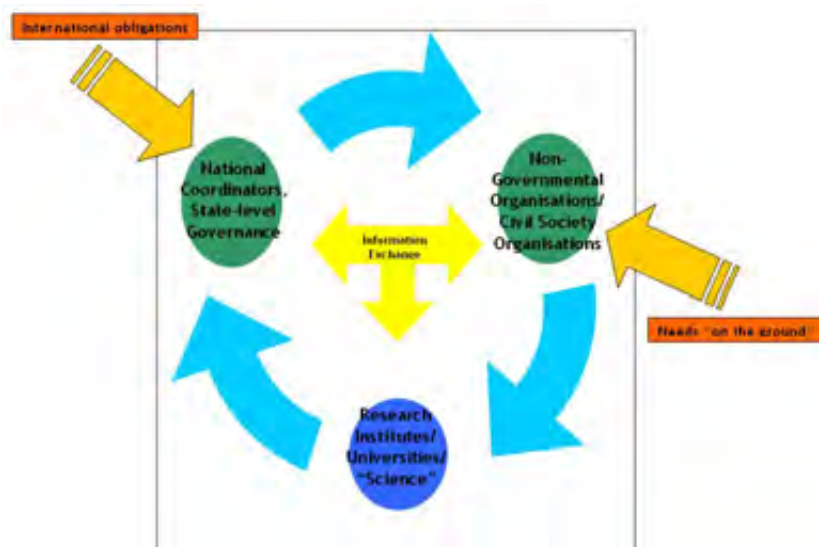 International obligations
National
Coordinators,
State-level
Governance
Non-
Governmental
Organisations/
Civil Society
Organisations
Information
Exchange
Needs "on the ground"
Research
Institutes/
Universities/
"Science"